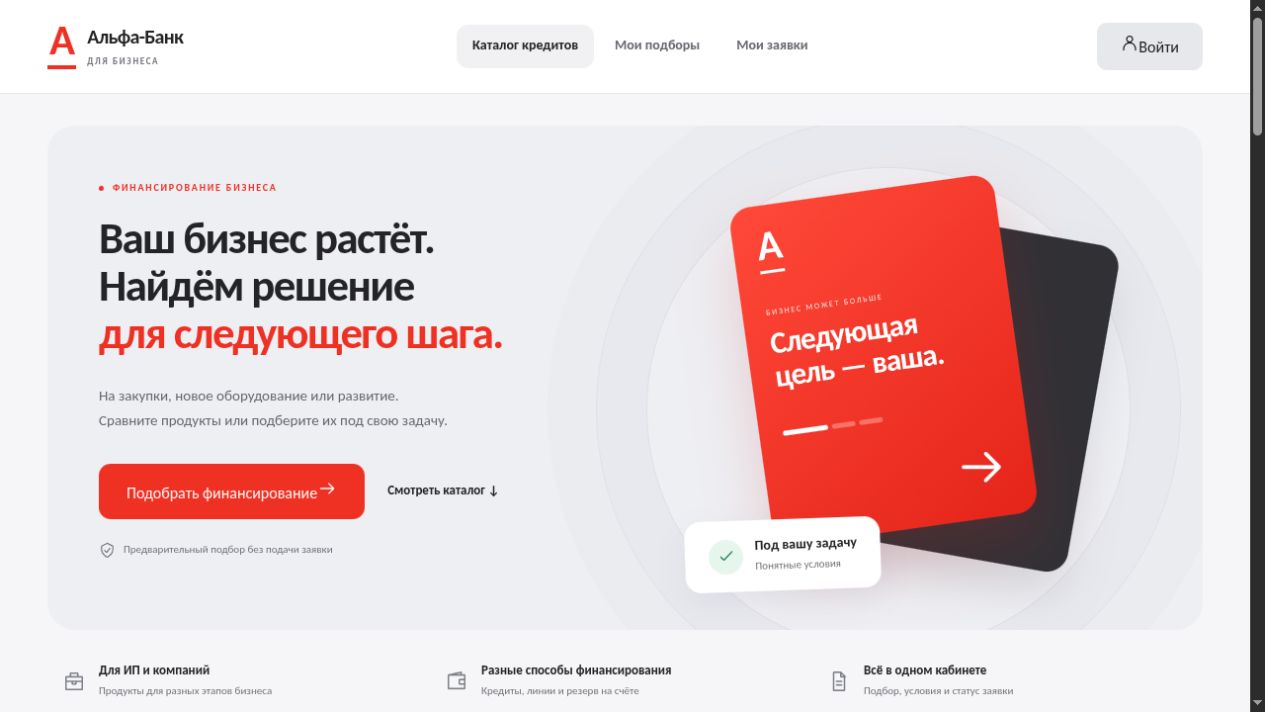 А
Альфа-Банк
ДЛЯ БИЗНЕСА
Каталог кредитов
Мои подборы
Мои заявки
Войти
ФИНАНСИРОВАНИЕ БИЗНЕСА
Ваш бизнес растёт.
Найдём решение
для следующего шага.
На закупки, новое оборудование или развитие.
Сравните продукты или подберите их под свою задачу.
Подобрать финансирование →
Смотреть каталог ↓
Предварительный подбор без подачи заявки
А
БИЗНЕС МОЖЕТ БОЛЬШЕ
Следующая
цель — ваша.
→
Под вашу задачу
Понятные условия
Для ИП и компаний
Продукты для разных этапов бизнеса
Разные способы финансирования
Кредиты, линии и резерв на счёте
Всё в одном кабинете
Подбор, условия и статус заявки